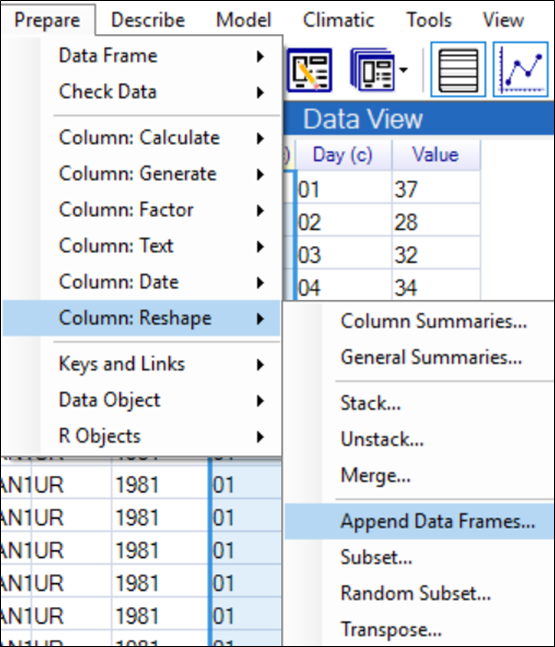 Prepare Describe Model Climatic Tools View
Data Frame
Check Data
Column: Calculate
Column: Generate
Column: Factor
Column: Text
Column: Date
Column: Reshape
Keys and Links
Data Object
R Objects
Data View
) Day (c) Value
01 37
02 28
03 32
04 34
Column Summaries...
General Summaries...
Stack...
Unstack...
Merge...
Append Data Frames...
Subset...
Random Subset...
Transpose...
AN1UR 1981 01
AN1UR 1981 01
AN1UR 1981 01
AN1UR 1981 01
AN1UR 1981 01